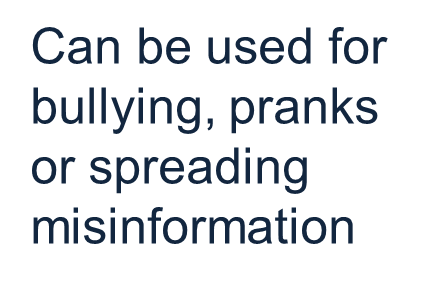 Can be used for
bullying, pranks
or spreading
misinformation